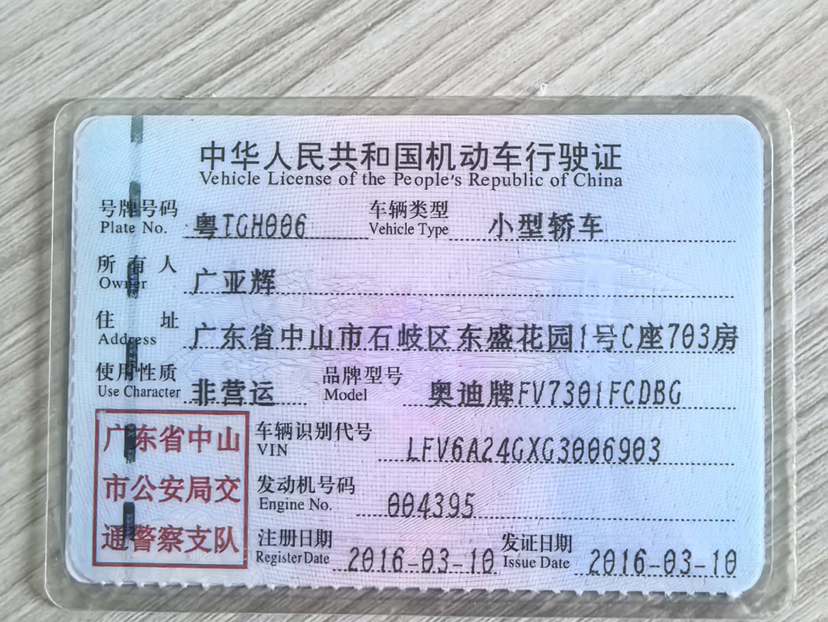 中华人民共和国机动车行驶证
Vehicle License of the People's Republic of China
号牌号码 粤TGH006 车辆类型 小型轿车
Plate No. Vehicle Type
所有人 广亚辉
Owner
住址 广东省中山市石岐区东盛花园1号C座703房
Address
使用性质 非营运 品牌型号 奥迪牌FV7301FCDBG
Use Character Model
广东省中山
市公安局交
通警察支队
车辆识别代号 LFV6A24GXG3006903
VIN
发动机号码 004395
Engine No.
注册日期 2016-03-10 发证日期 2016-03-10
Register Date Issue Date